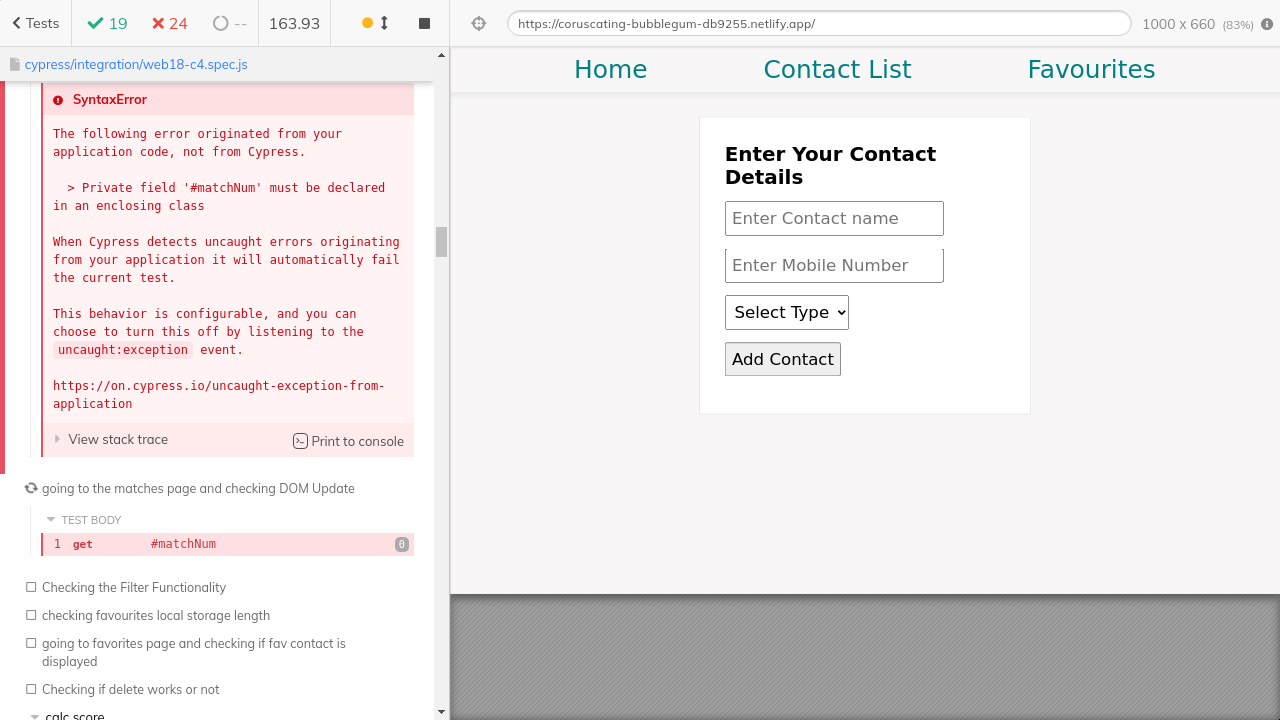 Tests
19
24
--
163.93
https://coruscating-bubblegum-db9255.netlify.app/
1000 x 660 (83%)
cypress/integration/web18-c4.spec.js
SyntaxError
The following error originated from your
application code, not from Cypress.
> Private field '#matchNum' must be declared
in an enclosing class
When Cypress detects uncaught errors originating
from your application it will automatically fail
the current test.
This behavior is configurable, and you can
choose to turn this off by listening to the
uncaught:exception event.
https://on.cypress.io/uncaught-exception-from-
application
View stack trace
Print to console
going to the matches page and checking DOM Update
TEST BODY
1 get #matchNum 0
Checking the Filter Functionality
checking favourites local storage length
going to favorites page and checking if fav contact is
displayed
Checking if delete works or not
calc score
Home
Contact List
Favourites
Enter Your Contact
Details
Enter Contact name
Enter Mobile Number
Select Type
Add Contact